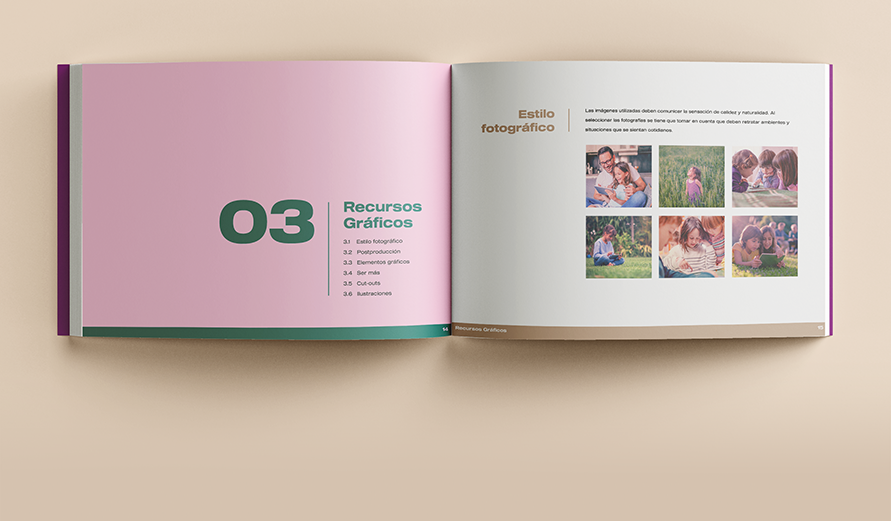 03
Recursos
Gráficos
3.1 Estilo fotográfico
3.2 Postproducción
3.3 Elementos gráficos
3.4 Ser más
3.5 Cut-outs
3.6 Ilustraciones
Estilo
fotográfico
Las imágenes utilizadas deben comunicar la sensación de calidez y naturalidad. Al
seleccionar las fotografías se tiene que tomar en cuenta que deben retratar ambientes y
situaciones que se sientan cotidianos.
Recursos Gráficos